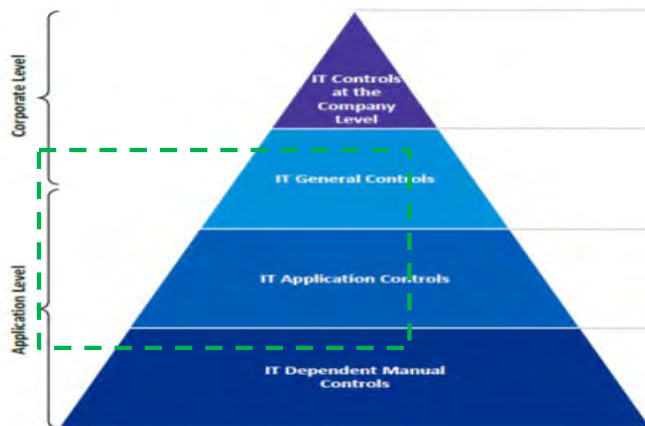 Corporate Level
IT Controls
at the
Company
Level
IT General Controls
Application Level
IT Application Controls
IT Dependent Manual
Controls